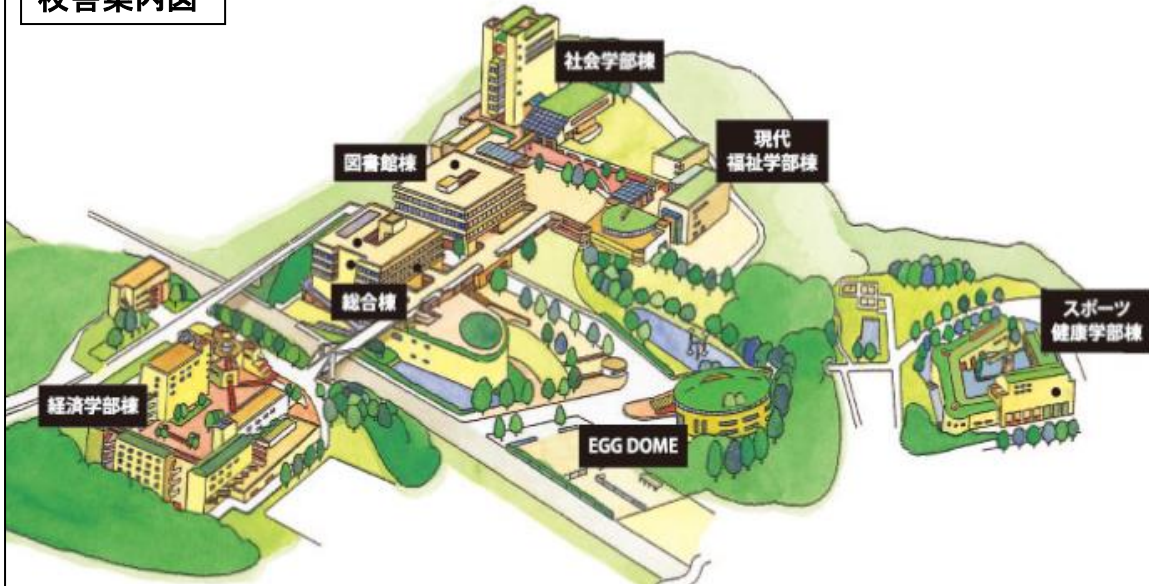 校舎案内図
社会学部棟
現代
福祉学部棟
図書館棟
総合棟
スポーツ
健康学部棟
経済学部棟
EGG DOME